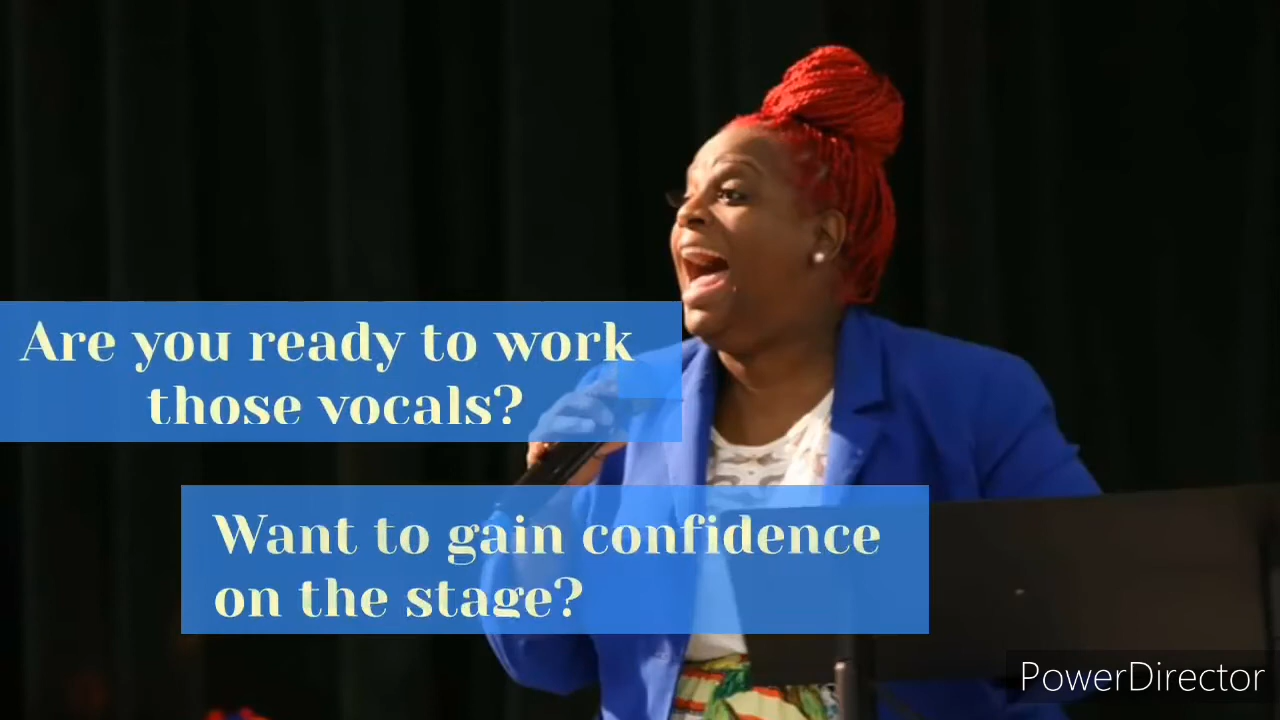 Are you ready to work
those vocals?
Want to gain confidence
on the stage?
PowerDirector